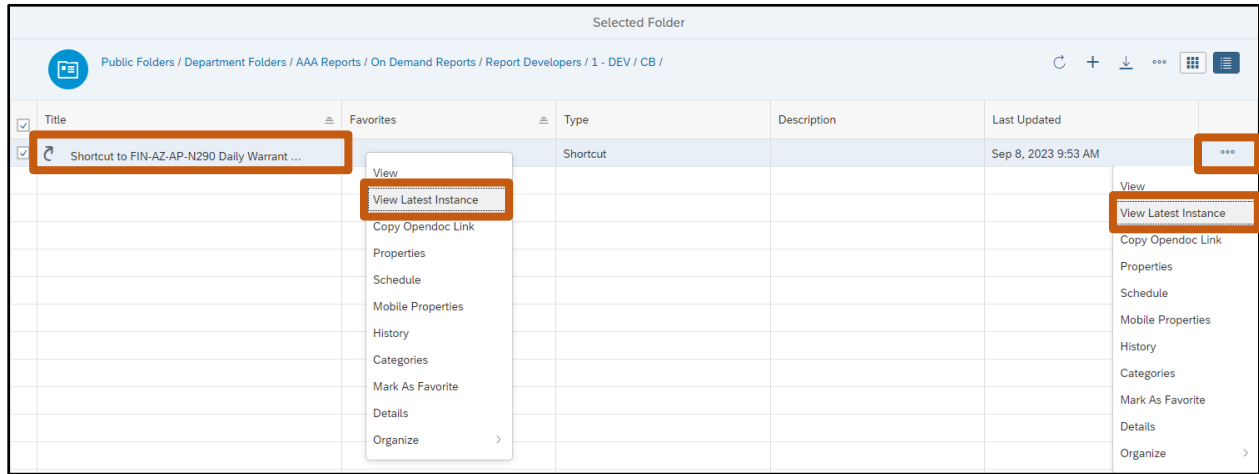 Selected Folder
Public Folders / Department Folders / AAA Reports / On Demand Reports / Report Developers / 1 - DEV / CB /
Title Favorites Type Description Last Updated
Shortcut to FIN-AZ-AP-N290 Daily Warrant ... Shortcut Sep 8, 2023 9:53 AM
View
View Latest Instance
Copy Opendoc Link
Properties
Schedule
Mobile Properties
History
Categories
Mark As Favorite
Details
Organize
View
View Latest Instance
Copy Opendoc Link
Properties
Schedule
Mobile Properties
History
Categories
Mark As Favorite
Details
Organize